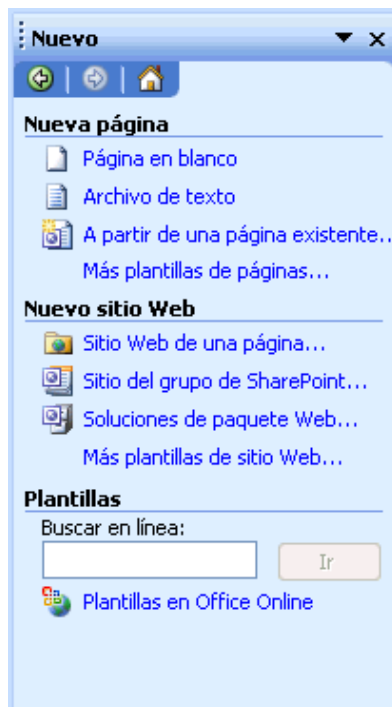 Nuevo
Nueva página
Página en blanco
Archivo de texto
A partir de una página existente...
Más plantillas de páginas...
Nuevo sitio Web
Sitio Web de una página...
Sitio del grupo de SharePoint...
Soluciones de paquete Web...
Más plantillas de sitio Web...
Plantillas
Buscar en línea:
Ir
Plantillas en Office Online